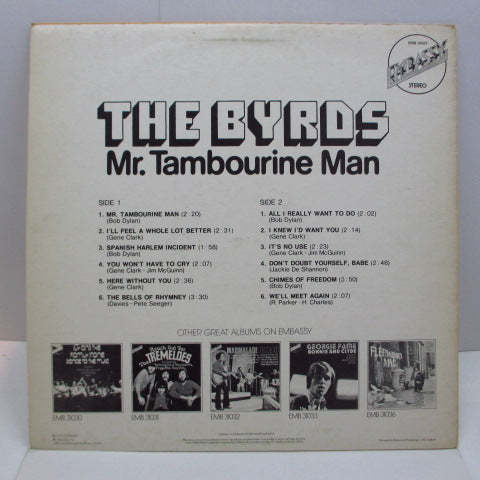 EMBASSY
STEREO
THE BYRDS
Mr. Tambourine Man
SIDE 1
1. MR. TAMBOURINE MAN (2:20)
(Bob Dylan)
2. I'LL FEEL A WHOLE LOT BETTER (2:31)
(Gene Clark)
3. SPANISH HARLEM INCIDENT (1:58)
(Bob Dylan)
4. YOU WON'T HAVE TO CRY (2:07)
(Gene Clark - Jim McGuinn)
5. HERE WITHOUT YOU (2:36)
(Gene Clark)
6. THE BELLS OF RHYMNEY (3:30)
(Davies - Pete Seeger)
SIDE 2
1. ALL I REALLY WANT TO DO (2:02)
(Bob Dylan)
2. I KNEW I'D WANT YOU (2:14)
(Gene Clark)
3. IT'S NO USE (2:23)
(Gene Clark - Jim McGuinn)
4. DON'T DOUBT YOURSELF, BABE (2:46)
(Jackie De Shannon)
5. CHIMES OF FREEDOM (3:50)
(Bob Dylan)
6. WE'LL MEET AGAIN (2:07)
(R. Parker - H. Charles)
OTHER GREAT ALBUMS ON EMBASSY
TREMELOES
MARMALADE
GEORGIE FAME
BONNIE AND CLYDE
FLEETWOOD MAC
EMB 31030
EMB 31031
EMB 31032
EMB 31033
EMB 31036